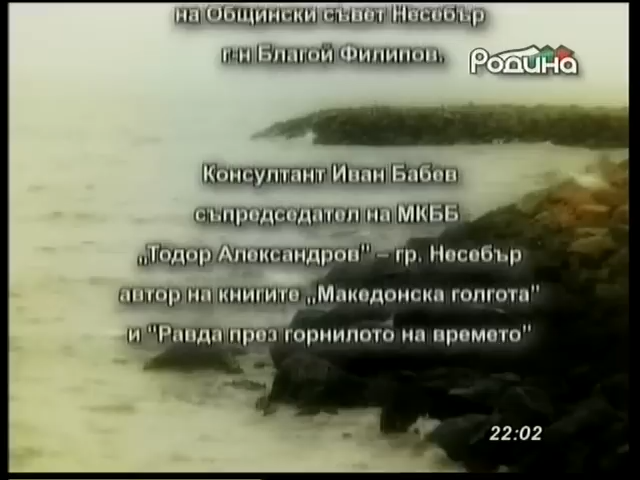 на Общински съвет Несебър
г-н Благой Филипов.
Родина
Консултант Иван Бабев
съпредседател на МКББ
„Тодор Александров" – гр. Несебър
автор на книгите „Македонска голгота"
и "Равда през горнилото на времето"
22:02